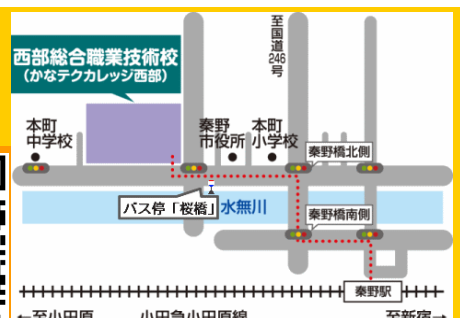 西部総合職業技術校
（かなテクカレッジ西部）
至国道246号
本町
中学校
秦野
市役所
本町
小学校
秦野橋北側
バス停「桜橋」
水無川
秦野橋南側
秦野駅
←至小田原
小田急小田原線
至新宿→